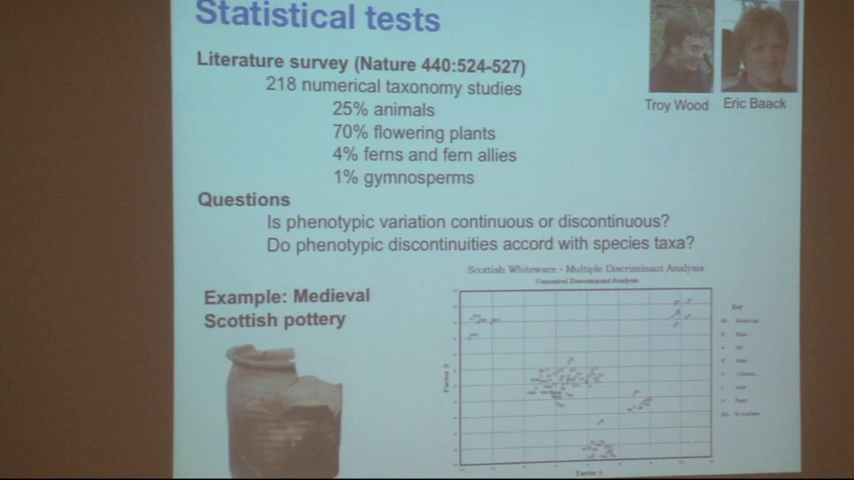 Statistical tests
Literature survey (Nature 440:524-527)
218 numerical taxonomy studies
25% animals
70% flowering plants
4% ferns and fern allies
1% gymnosperms
Troy Wood
Eric Baack
Questions
Is phenotypic variation continuous or discontinuous?
Do phenotypic discontinuities accord with species taxa?
Example: Medieval
Scottish pottery
Scottish Whiteware - Multiple Discriminant Analysis
Canonical Discriminant Analysis
Key
Factor 2
Factor 1